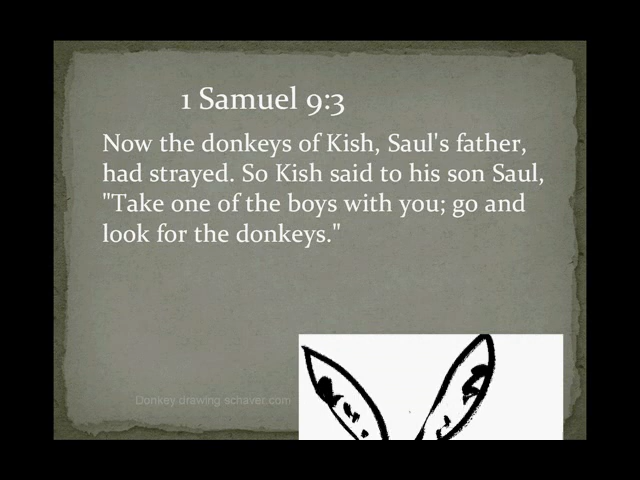 1 Samuel 9:3
Now the donkeys of Kish, Saul's father,
had strayed. So Kish said to his son Saul,
"Take one of the boys with you; go and
look for the donkeys."
Donkey drawing schaver.com